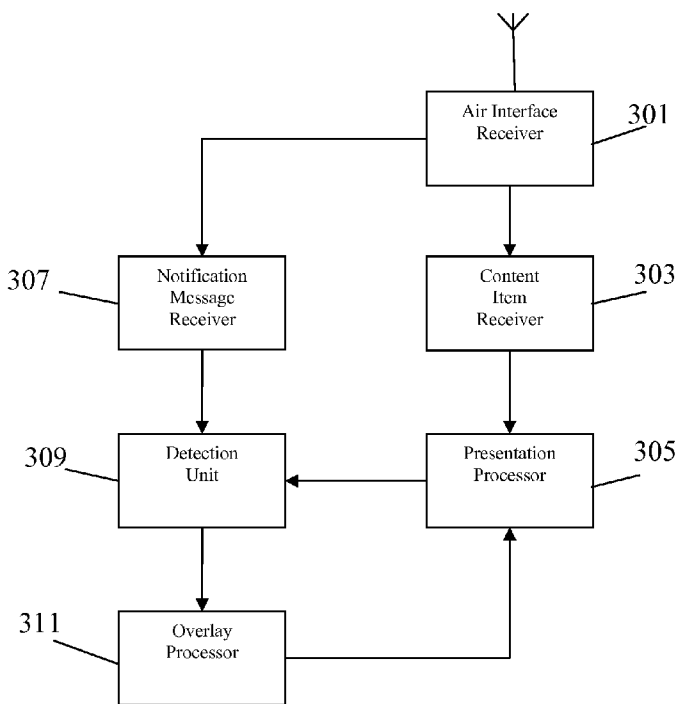 Air Interface
Receiver
301
307
Notification
Message
Receiver
Content
Item
Receiver
303
309
Detection
Unit
Presentation
Processor
305
311
Overlay
Processor